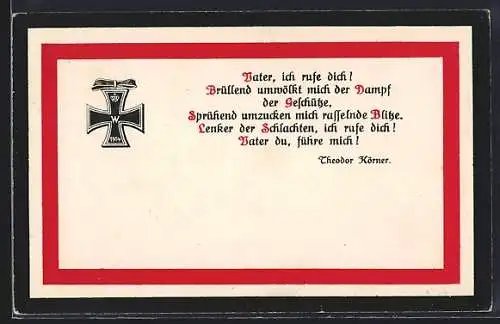 W
1914
Vater, ich rufe dich!
Brüllend umwölkt mich der Dampf
der Geschütze.
Sprühend umzucken mich rasselnde Blitze.
Lenker der Schlachten, ich rufe dich!
Vater du, führe mich!
Theodor Körner.